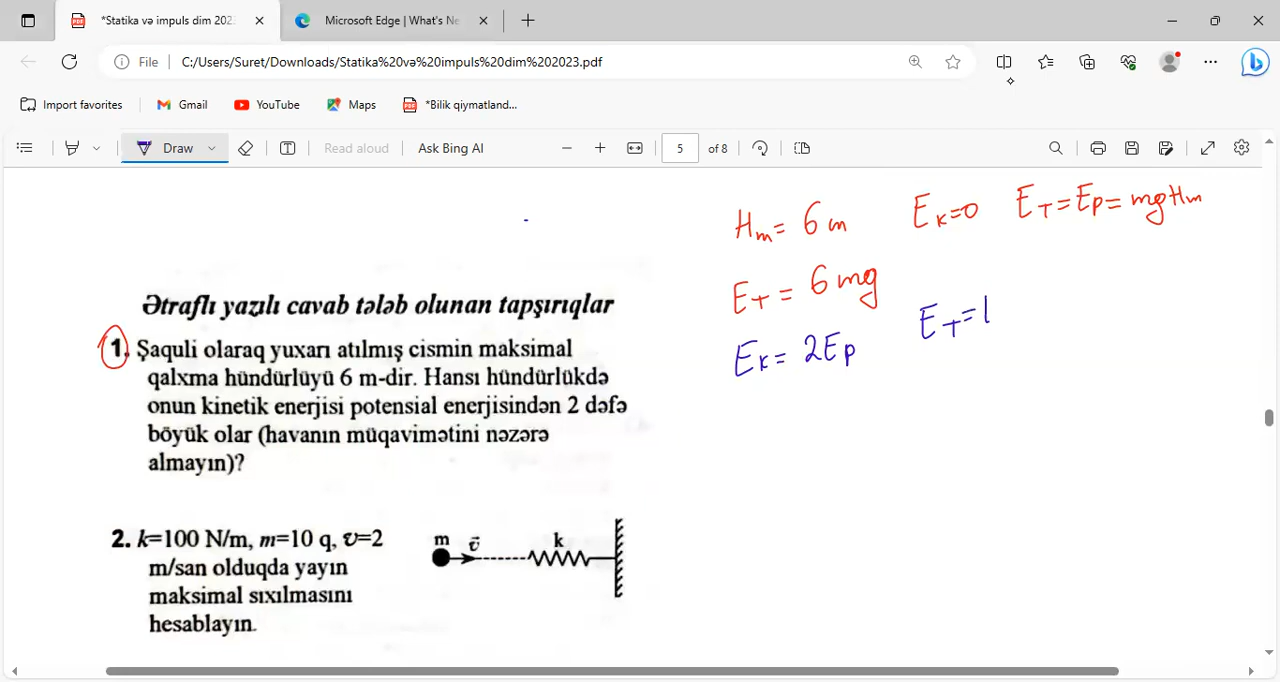 *Statika və impuls dim 202
Microsoft Edge | What's Ne
File
C:/Users/Suret/Downloads/Statika%20və%20impuls%20dim%202023.pdf
Import favorites
Gmail
YouTube
Maps
*Bilik qiymatland...
Draw
Read aloud
Ask Bing AI
5
of 8
Hm = 6 m
EK=0
ET = EP = mgHm
ET = 6 mg
EK = 2EP
ET =
Ətraflı yazılı cavab tələb olunan tapşırıqlar
1. Şaquli olaraq yuxarı atılmış cismin maksimal
qalxma hündürlüyü 6 m-dir. Hansı hündürlükdə
onun kinetik enerjisi potensial enerjisindən 2 dəfə
böyük olar (havanın müqavimətini nəzərə
almayın)?
2. k=100 N/m, m=10 q, v=2
m/san olduqda yayın
maksimal sıxılmasını
hesablayın.
m
v
k